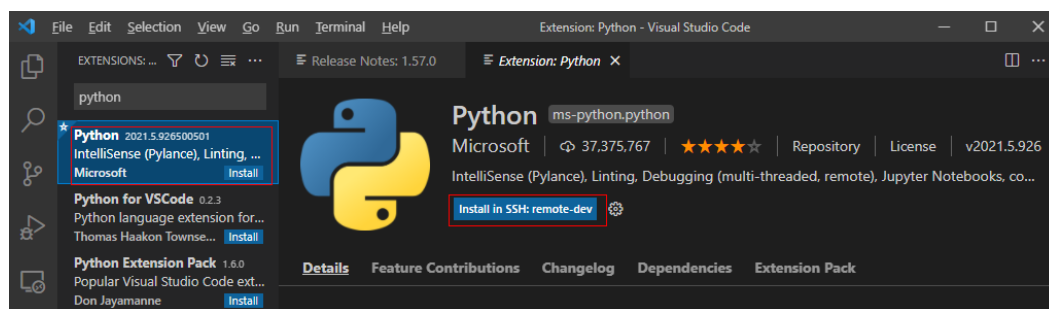 File Edit Selection View Go Run Terminal Help Extension: Python - Visual Studio Code
EXTENSIONS: ...
Release Notes: 1.57.0
Extension: Python
python
Python 2021.5.926500501
IntelliSense (Pylance), Linting, ...
Microsoft Install
Python for VSCode 0.2.3
Python language extension for...
Thomas Haakon Townse... Install
Python Extension Pack 1.6.0
Popular Visual Studio Code ext...
Don Jayamanne Install
Python ms-python.python
Microsoft 37,375,767 Repository License v2021.5.926
IntelliSense (Pylance), Linting, Debugging (multi-threaded, remote), Jupyter Notebooks, co...
Install in SSH: remote-dev
Details Feature Contributions Changelog Dependencies Extension Pack